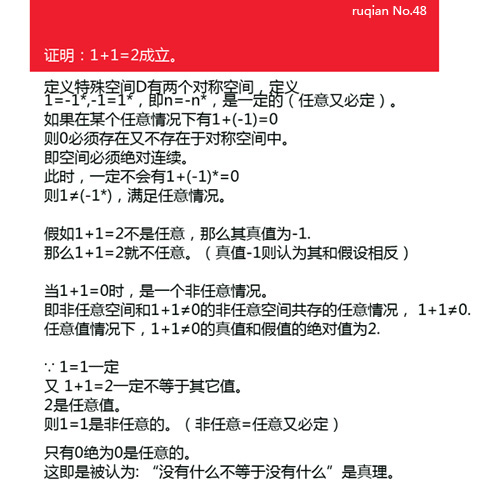 ruqian No.48
证明：1+1=2成立。
定义特殊空间D有两个对称空间，定义
1=-1*,-1=1*，即n=-n*，是一定的（任意又必定）。
如果在某个任意情况下有1+(-1)=0
则0必须存在又不存在于对称空间中。
即空间必须绝对连续。
此时，一定不会有1+(-1)*=0
则1≠(-1*)，满足任意情况。
假如1+1=2不是任意，那么其真值为-1.
那么1+1=2就不任意。（真值-1则认为其和假设相反）
当1+1=0时，是一个非任意情况。
即非任意空间和1+1≠0的非任意空间共存的任意情况， 1+1≠0.
任意值情况下，1+1≠0的真值和假值的绝对值为2.
∵ 1=1一定
又 1+1=2一定不等于其它值。
2是任意值。
则1=1是非任意的。（非任意=任意又必定）
只有0绝为0是任意的。
这即是被认为: “没有什么不等于没有什么”是真理。